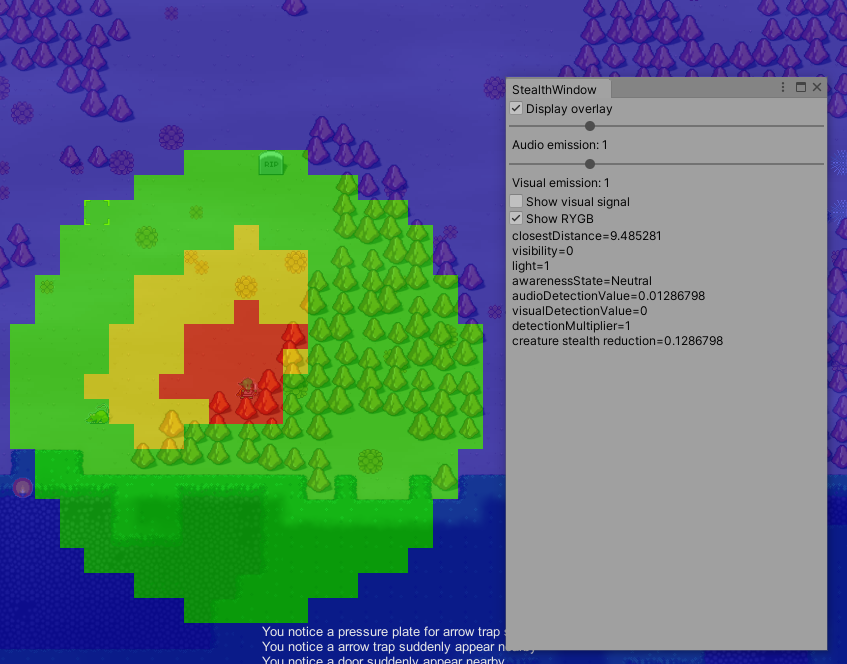 StealthWindow
Display overlay
Audio emission: 1
Visual emission: 1
Show visual signal
Show RYGB
closestDistance=9.485281
visibility=0
light=1
awarenessState=Neutral
audioDetectionValue=0.01286798
visualDetectionValue=0
detectionMultiplier=1
creature stealth reduction=0.1286798
You notice a pressure plate for arrow trap
You notice a arrow trap suddenly appear nearby
You notice a door suddenly appear nearby